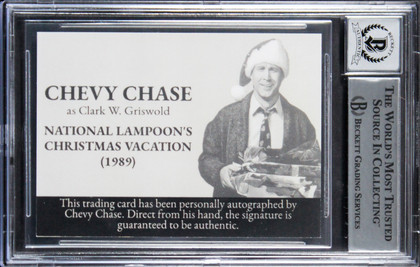 CHEVY CHASE
as Clark W. Griswold
NATIONAL LAMPOON'S
CHRISTMAS VACATION
(1989)
This trading card has been personally autographed by
Chevy Chase. Direct from his hand, the signature is
guaranteed to be authentic.
THE WORLD'S MOST TRUSTED
SOURCE IN COLLECTING™
BECKETT GRADING SERVICES